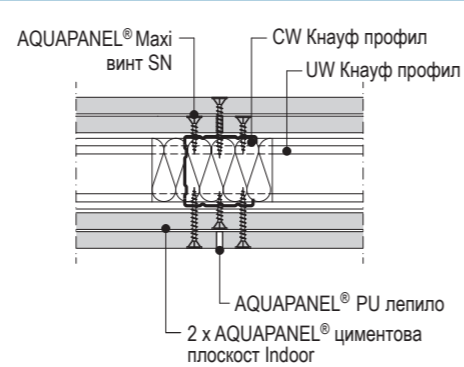 AQUAPANEL® Maxi
винт SN
CW Кнауф профил
UW Кнауф профил
AQUAPANEL® PU лепило
2 x AQUAPANEL® циментова
плоскост Indoor